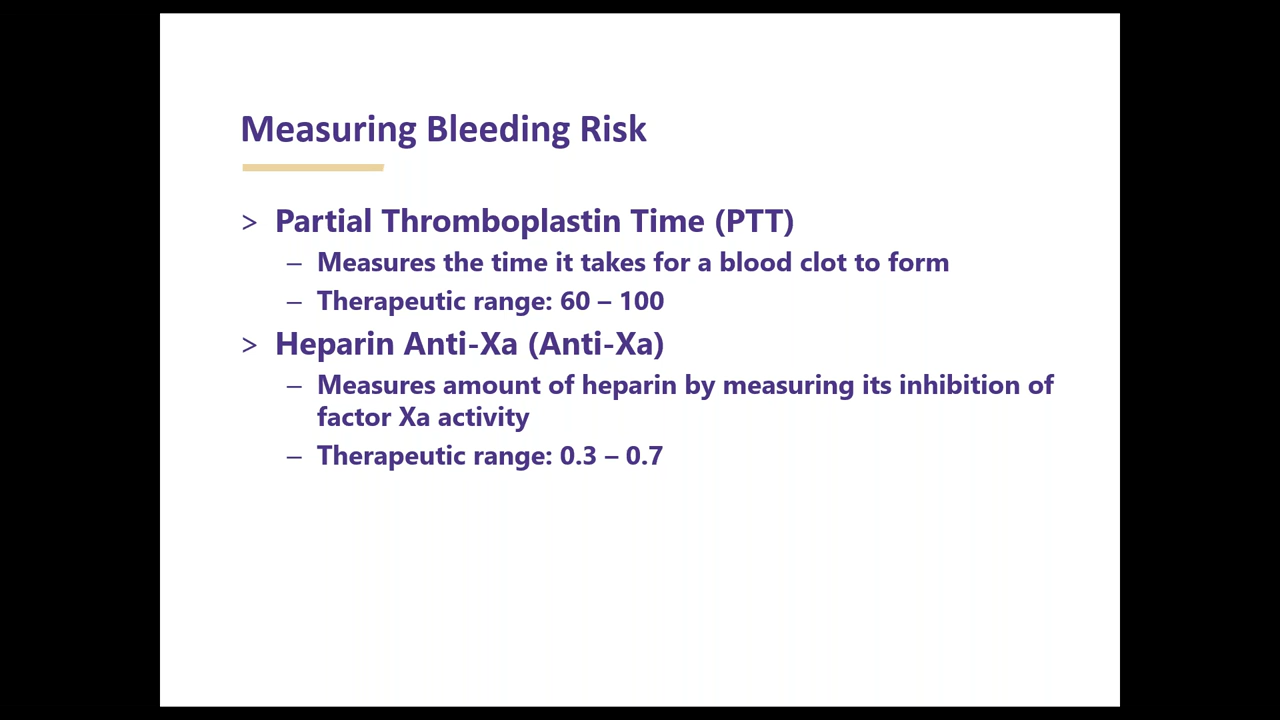 Measuring Bleeding Risk
> Partial Thromboplastin Time (PTT)
– Measures the time it takes for a blood clot to form
– Therapeutic range: 60 – 100
> Heparin Anti-Xa (Anti-Xa)
– Measures amount of heparin by measuring its inhibition of
factor Xa activity
– Therapeutic range: 0.3 – 0.7